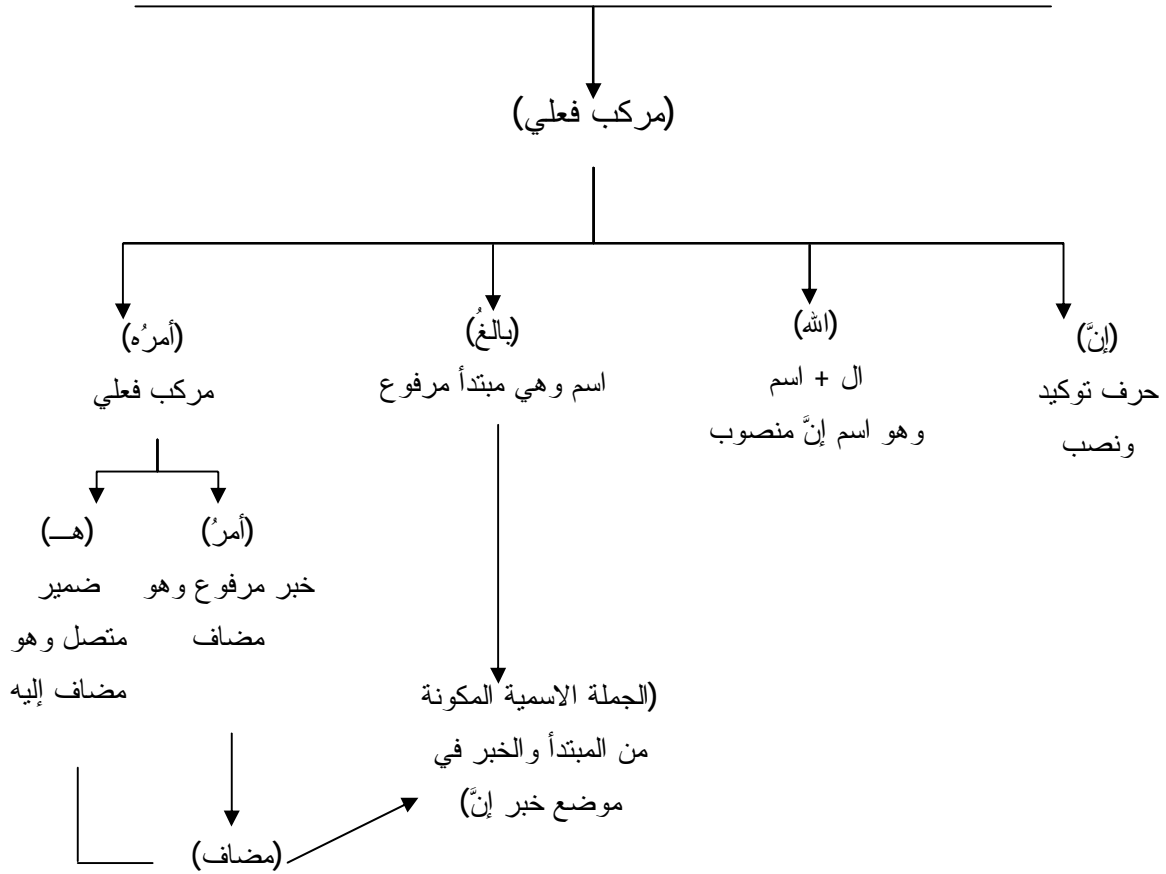 (مركب فعلي)
(إنَّ)
حرف توكيد
ونصب
(الله)
ال + اسم
وهو اسم إنَّ منصوب
(بالغُ)
اسم وهي مبتدأ مرفوع
(أمرُه)
مركب فعلي
(أمرُ)
خبر مرفوع وهو
مضاف
(هـ)
ضمير
متصل وهو
مضاف إليه
(الجملة الاسمية المكونة
من المبتدأ والخبر في
موضع خبر إنَّ)
(مضاف)